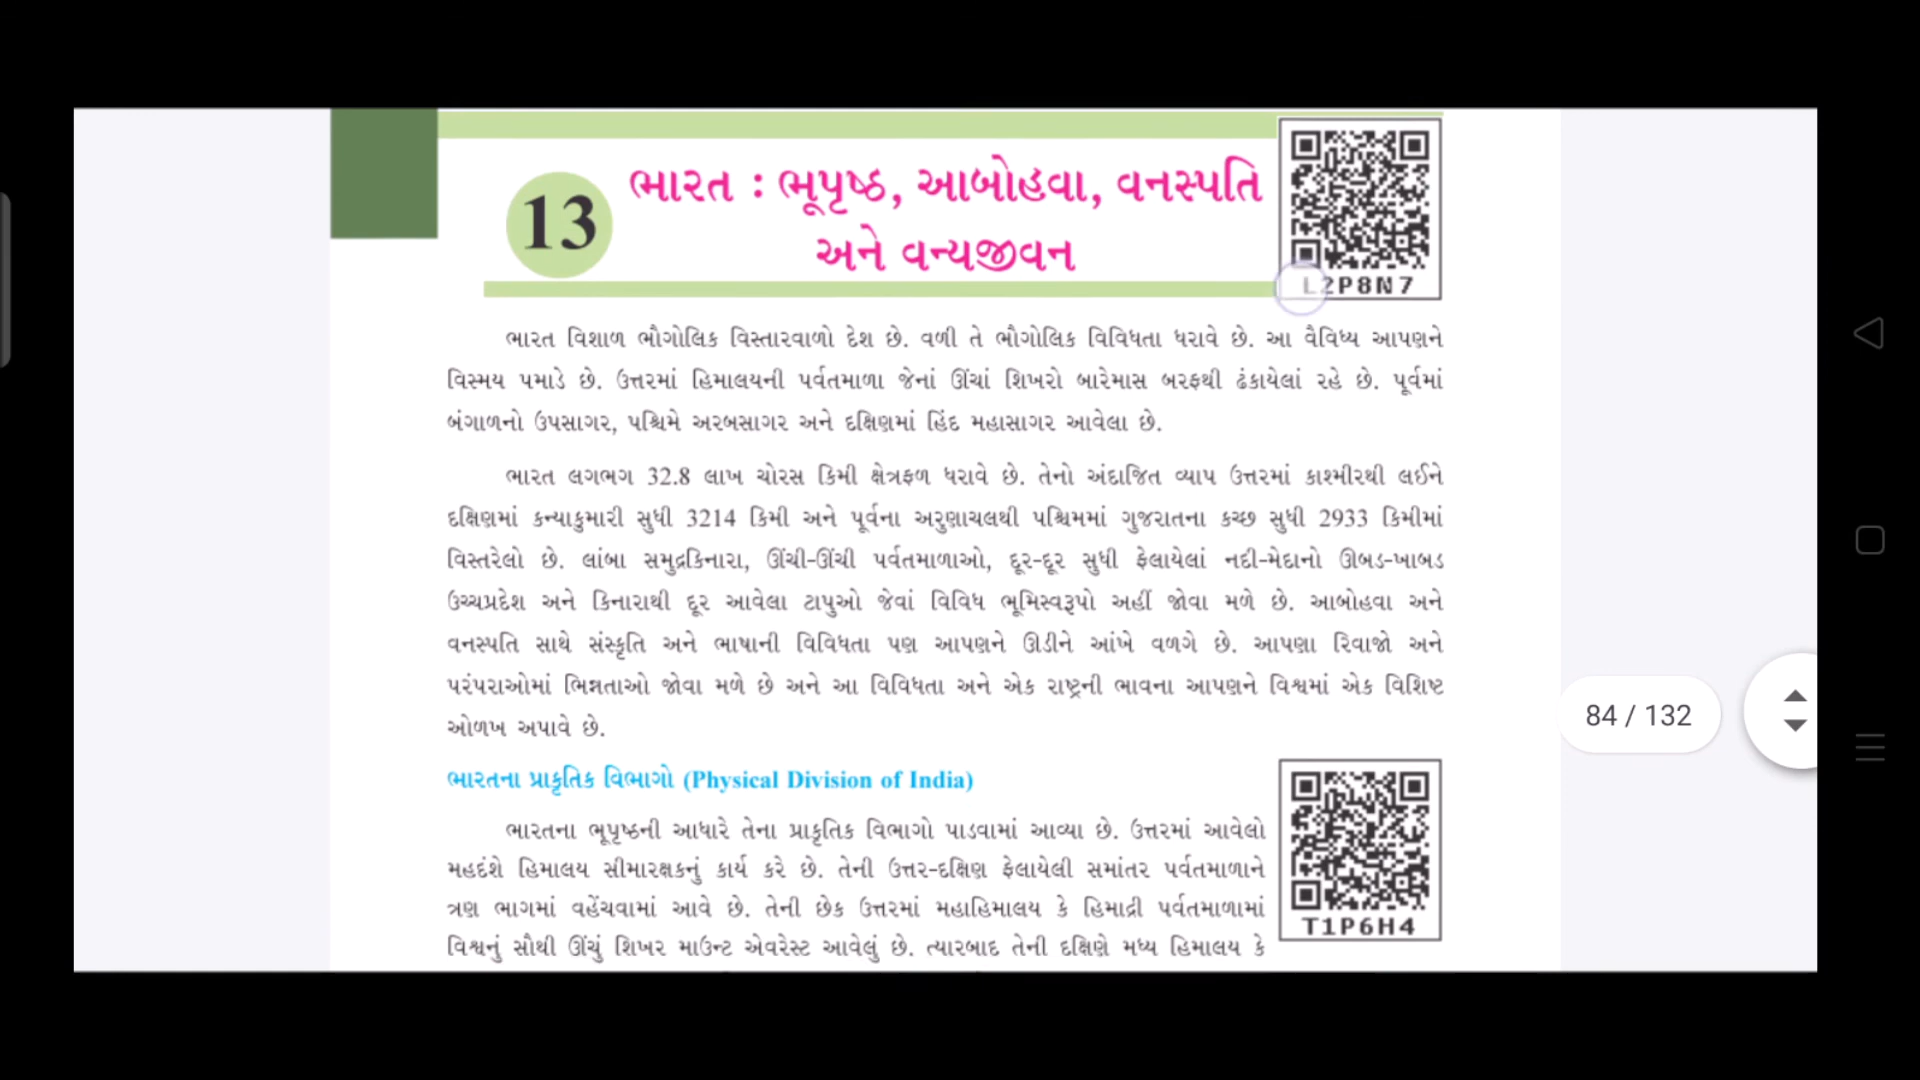 13
ભારત : ભૂપૃષ્ઠ, આબોહવા, વનસ્પતિ
અને વન્યજીવન
L2P8N7
ભારત વિશાળ ભૌગોલિક વિસ્તારવાળો દેશ છે. વળી તે ભૌગોલિક વિવિધતા ધરાવે છે. આ વૈવિધ્ય આપણને
વિસ્મય પમાડે છે. ઉત્તરમાં હિમાલયની પર્વતમાળા જેનાં ઊંચાં શિખરો બારેમાસ બરફથી ઢંકાયેલાં રહે છે. પૂર્વમાં
બંગાળનો ઉપસાગર, પશ્ચિમે અરબસાગર અને દક્ષિણમાં હિંદ મહાસાગર આવેલા છે.
ભારત લગભગ 32.8 લાખ ચોરસ કિમી ક્ષેત્રફળ ધરાવે છે. તેનો અંદાજિત વ્યાપ ઉત્તરમાં કાશ્મીરથી લઈને
દક્ષિણમાં કન્યાકુમારી સુધી 3214 કિમી અને પૂર્વના અરુણાચલથી પશ્ચિમમાં ગુજરાતના કચ્છ સુધી 2933 કિમીમાં
વિસ્તરેલો છે. લાંબા સમુદ્રકિનારા, ઊંચી-ઊંચી પર્વતમાળાઓ, દૂર-દૂર સુધી ફેલાયેલાં નદી-મેદાનો ઊબડ-ખાબડ
ઉચ્ચપ્રદેશ અને કિનારાથી દૂર આવેલા ટાપુઓ જેવાં વિવિધ ભૂમિસ્વરૂપો અહીં જોવા મળે છે. આબોહવા અને
વનસ્પતિ સાથે સંસ્કૃતિ અને ભાષાની વિવિધતા પણ આપણને ઊડીને આંખે વળગે છે. આપણા રિવાજો અને
પરંપરાઓમાં ભિન્નતાઓ જોવા મળે છે અને આ વિવિધતા અને એક રાષ્ટ્રની ભાવના આપણને વિશ્વમાં એક વિશિષ્ટ
ઓળખ અપાવે છે.
84 / 132
ભારતના પ્રાકૃતિક વિભાગો (Physical Division of India)
ભારતના ભૂપૃષ્ઠની આધારે તેના પ્રાકૃતિક વિભાગો પાડવામાં આવ્યા છે. ઉત્તરમાં આવેલો
મહદંશે હિમાલય સીમારક્ષકનું કાર્ય કરે છે. તેની ઉત્તર-દક્ષિણ ફેલાયેલી સમાંતર પર્વતમાળાને
ત્રણ ભાગમાં વહેંચવામાં આવે છે. તેની છેક ઉત્તરમાં મહાહિમાલય કે હિમાદ્રી પર્વતમાળામાં
વિશ્વનું સૌથી ઊંચું શિખર માઉન્ટ એવરેસ્ટ આવેલું છે. ત્યારબાદ તેની દક્ષિણે મધ્ય હિમાલય કે
T1P6H4